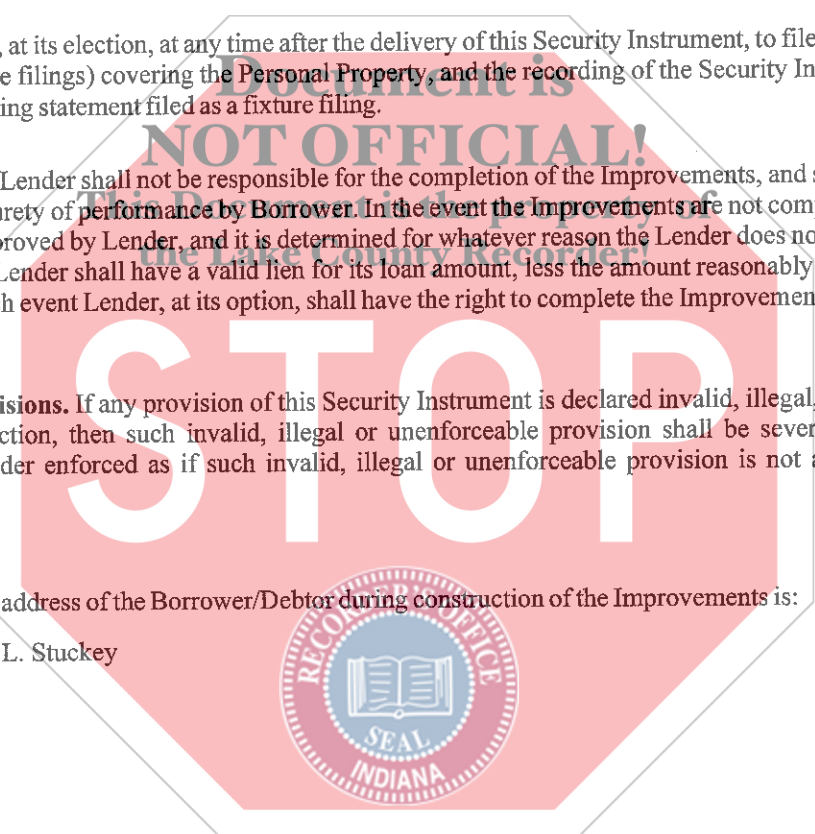 , at its election, at any time after the delivery of this Security Instrument, to file
e filings) covering the Personal Property, and the recording of the Security In
ing statement filed as a fixture filing.
Document is
NOT OFFICIAL!
This Document is the property of
the Lake County Recorder!
Lender shall not be responsible for the completion of the Improvements, and s
urety of performance by Borrower. In the event the Improvements are not comp
proved by Lender, and it is determined for whatever reason the Lender does no
Lender shall have a valid lien for its loan amount, less the amount reasonably
h event Lender, at its option, shall have the right to complete the Improvemen
STOP
isions. If any provision of this Security Instrument is declared invalid, illegal,
ction, then such invalid, illegal or unenforceable provision shall be sever
der enforced as if such invalid, illegal or unenforceable provision is not a
address of the Borrower/Debtor during construction of the Improvements is:
L. Stuckey
RECORDER'S OFFICE
SEAL
INDIANA